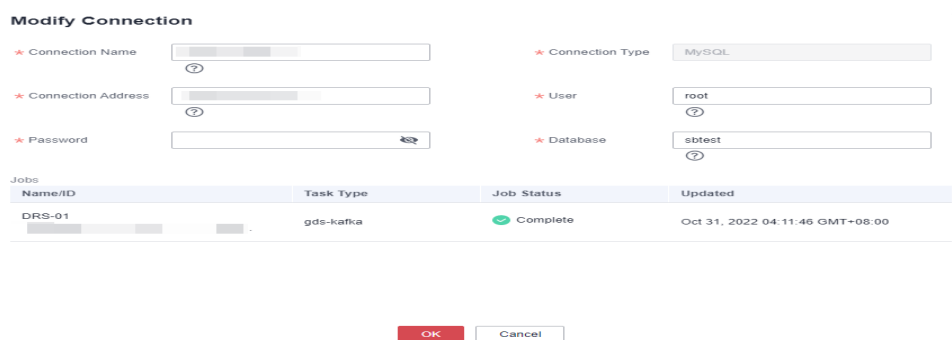 Modify Connection
* Connection Name
* Connection Type MySQL
* Connection Address
* User root
* Password
* Database sbtest
Jobs
Name/ID Task Type Job Status Updated
DRS-01 gds-kafka Complete Oct 31, 2022 04:11:46 GMT+08:00
OK Cancel